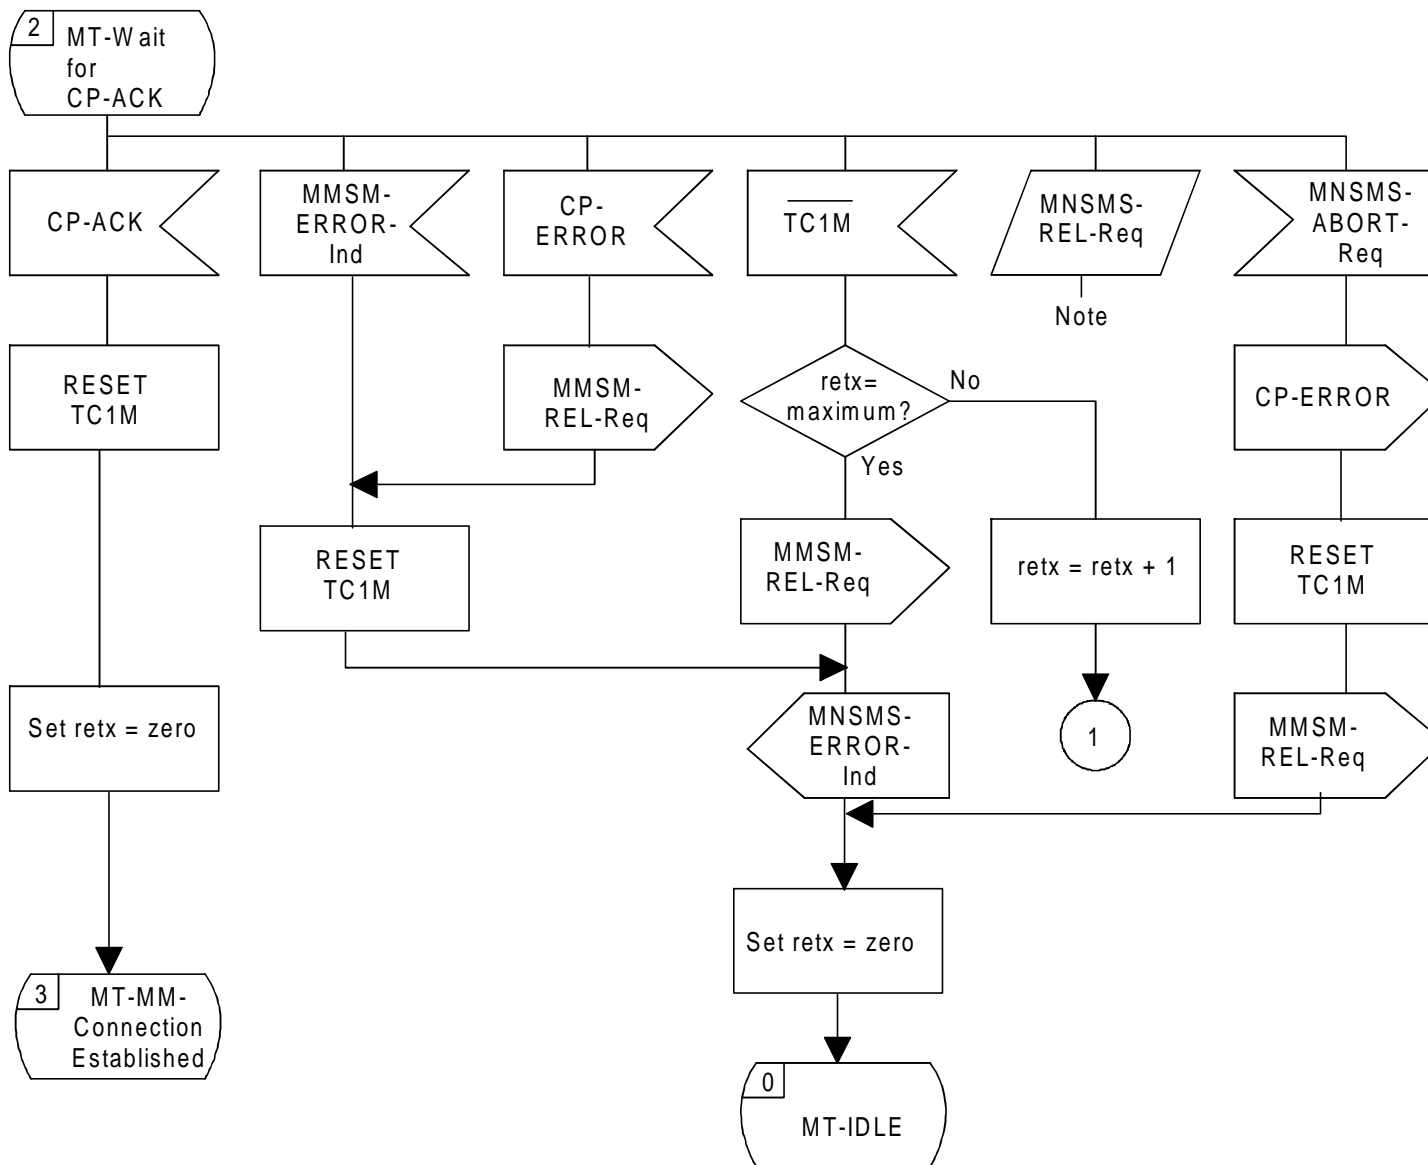 2
MT-Wait
for
CP-ACK
CP-ACK
MMSM-
ERROR-
Ind
CP-
ERROR
TC1M
MNSMS-
REL-Req
Note
MNSMS-
ABORT-
Req
RESET
TC1M
MMSM-
REL-Req
retx=
maximum?
No
Yes
CP-ERROR
RESET
TC1M
MMSM-
REL-Req
retx = retx + 1
RESET
TC1M
Set retx = zero
MNSMS-
ERROR-
Ind
1
MMSM-
REL-Req
Set retx = zero
3
MT-MM-
Connection
Established
0
MT-IDLE